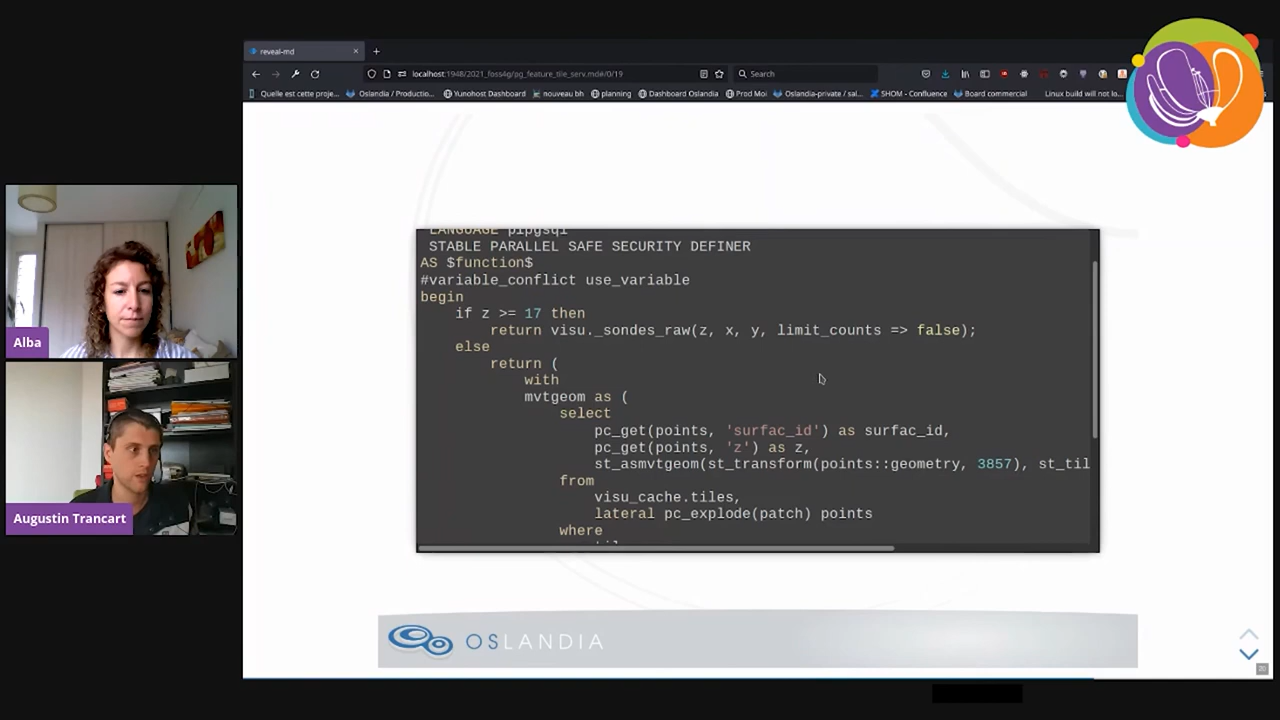 reveal-md
localhost:1948/2021_foss4g/pg_feature_tile_serv.md#/0/19
Search
Quelle est cette proje...
Oslandia / Productio...
Yunohost Dashboard
nouveau bh
planning
Dashboard Oslandia
Prod Moi
Oslandia-private / sal...
SHOM - Confluence
Board commercial
Linux build will not lo...
LANGUAGE plpgsql
STABLE PARALLEL SAFE SECURITY DEFINER
AS $function$
#variable_conflict use_variable
begin
if z >= 17 then
return visu._sondes_raw(z, x, y, limit_counts => false);
else
return (
with
mvtgeom as (
select
pc_get(points, 'surfac_id') as surfac_id,
pc_get(points, 'z') as z,
st_asmvtgeom(st_transform(points::geometry, 3857), st_til
from
visu_cache.tiles,
lateral pc_explode(patch) points
where
Alba
Augustin Trancart
OSLANDIA